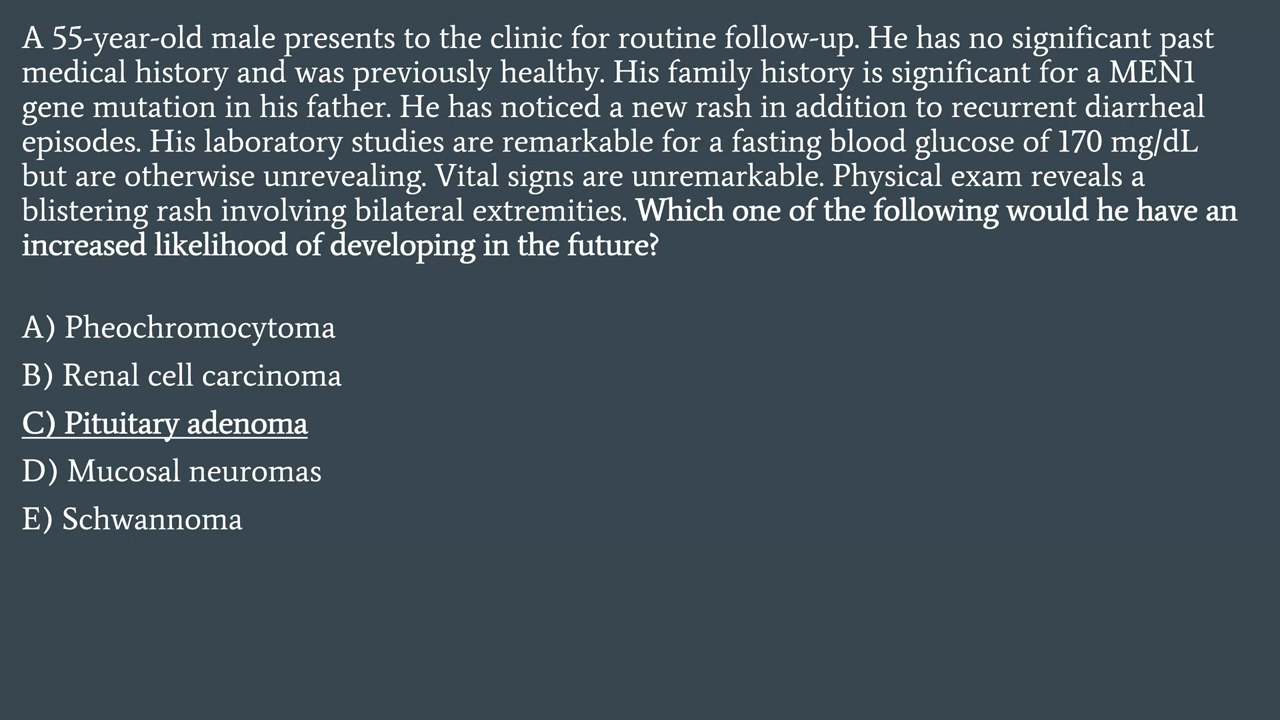 A 55-year-old male presents to the clinic for routine follow-up. He has no significant past
medical history and was previously healthy. His family history is significant for a MEN1
gene mutation in his father. He has noticed a new rash in addition to recurrent diarrheal
episodes. His laboratory studies are remarkable for a fasting blood glucose of 170 mg/dL
but are otherwise unrevealing. Vital signs are unremarkable. Physical exam reveals a
blistering rash involving bilateral extremities. Which one of the following would he have an
increased likelihood of developing in the future?
A) Pheochromocytoma
B) Renal cell carcinoma
C) Pituitary adenoma
D) Mucosal neuromas
E) Schwannoma